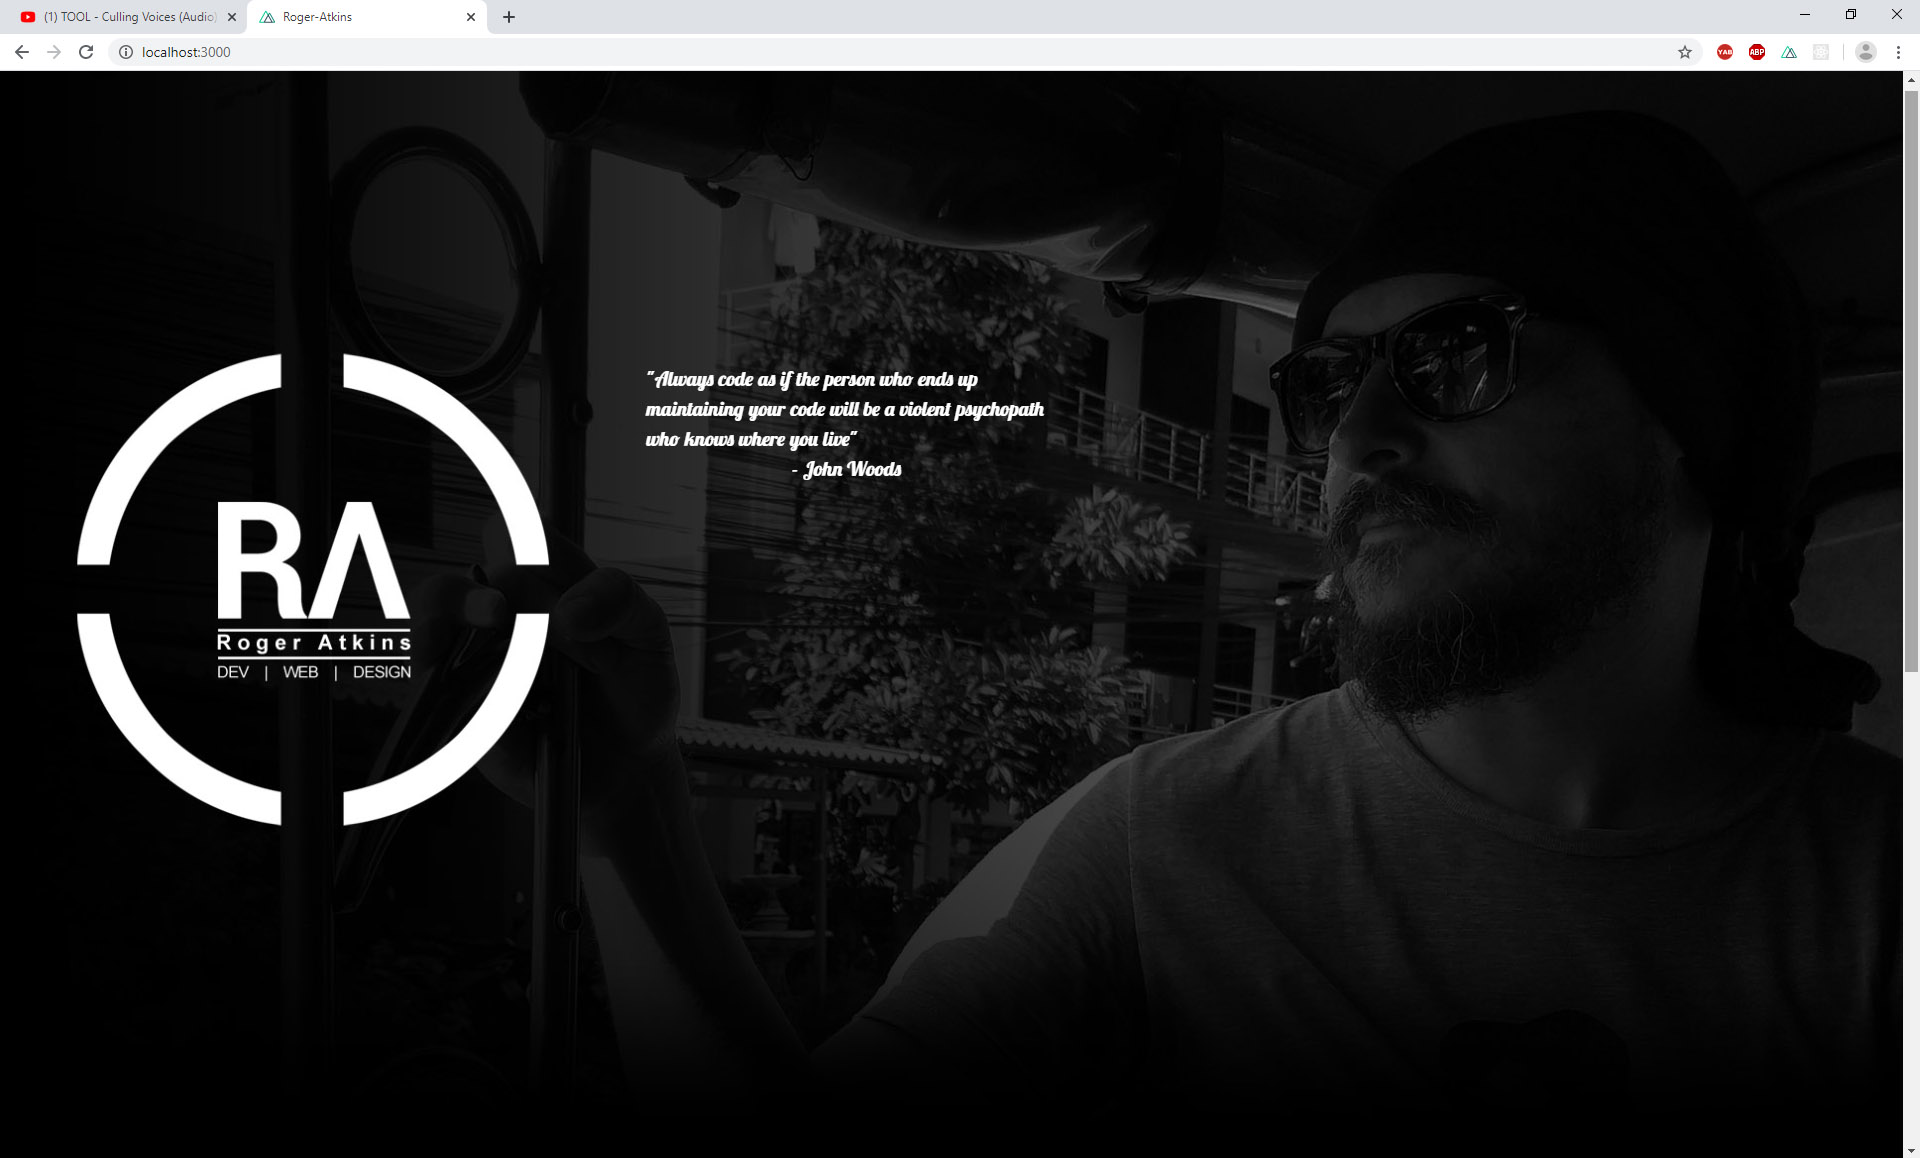 (1) TOOL - Culling Voices (Audio)
Roger-Atkins
localhost:3000
YAB
ABP
"Always code as if the person who ends up
maintaining your code will be a violent psychopath
who knows where you live"
- John Woods
RA
Roger Atkins
DEV | WEB | DESIGN